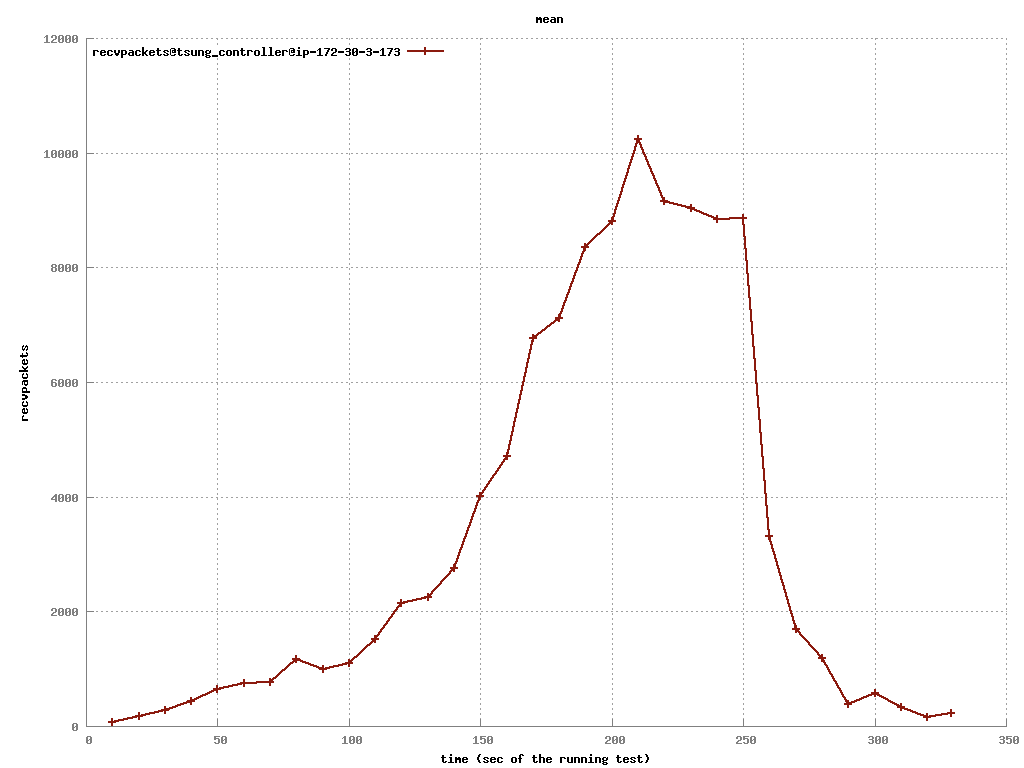 mean
recvpackets@tsung_controller@ip-172-30-3-173
12000
10000
8000
6000
4000
2000
0
recvpackets
0 50 100 150 200 250 300 350
time (sec of the running test)